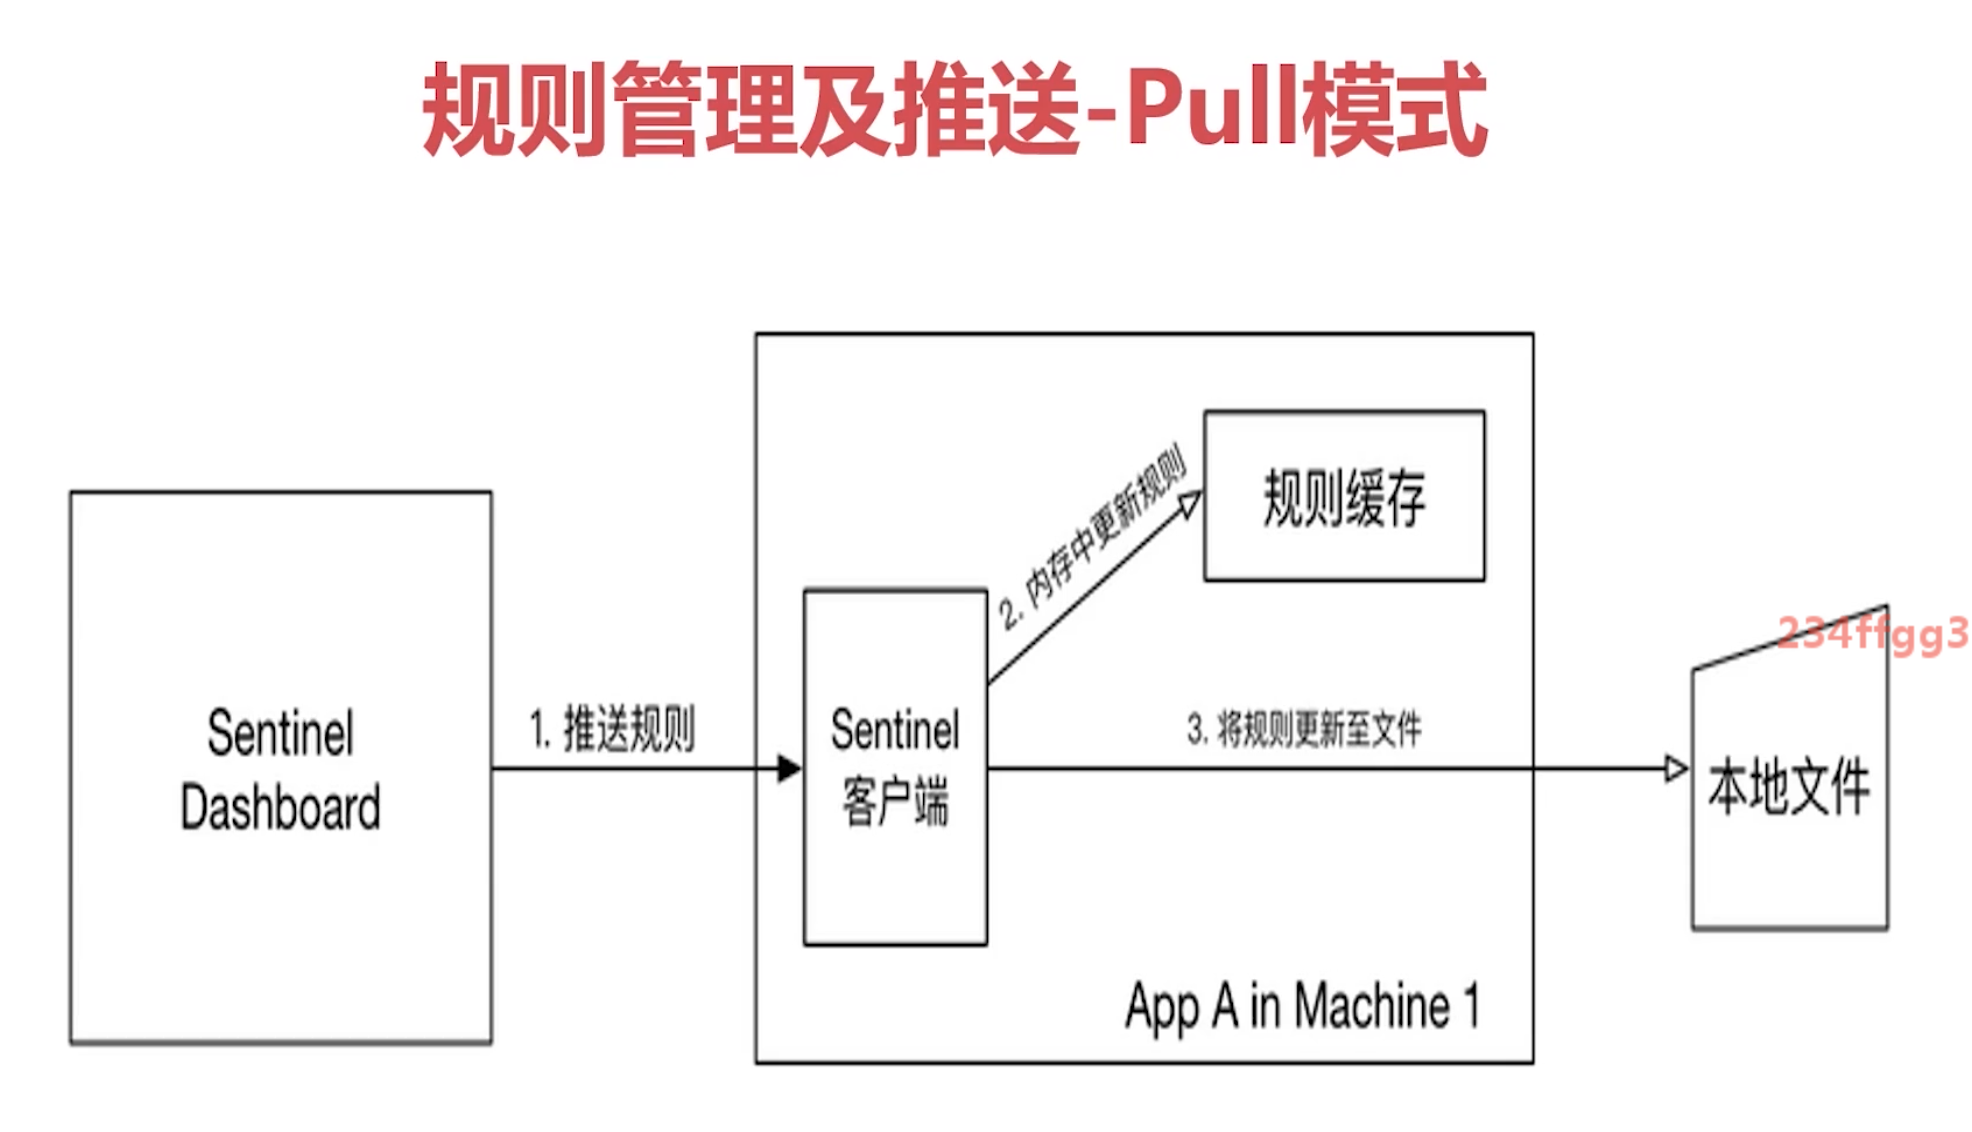 规则管理及推送-Pull模式
Sentinel
Dashboard
1. 推送规则
Sentinel
客户端
2. 内存中更新规则
规则缓存
3. 将规则更新至文件
本地文件
234ffgg3
App A in Machine 1